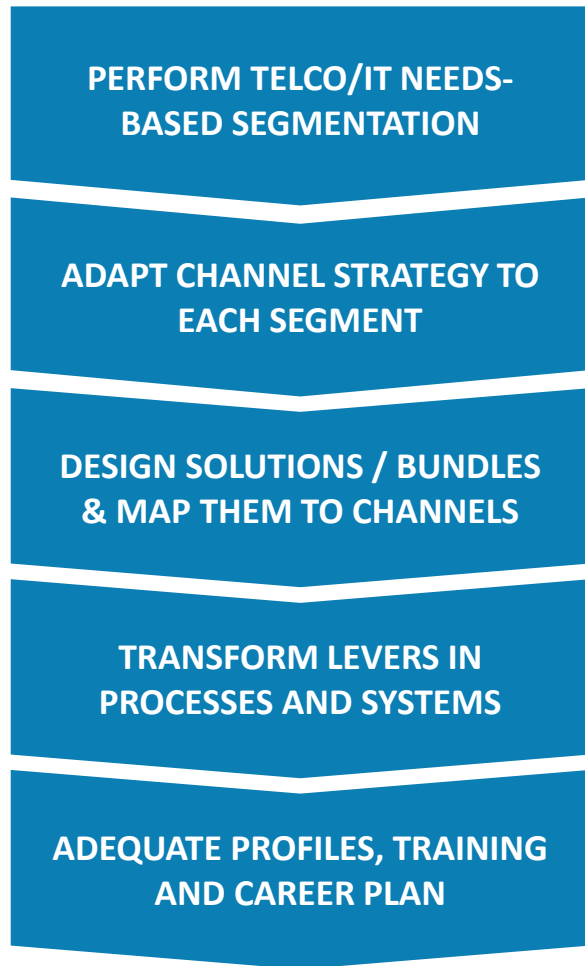 PERFORM TELCO/IT NEEDS-
BASED SEGMENTATION
ADAPT CHANNEL STRATEGY TO
EACH SEGMENT
DESIGN SOLUTIONS / BUNDLES
& MAP THEM TO CHANNELS
TRANSFORM LEVERS IN
PROCESSES AND SYSTEMS
ADEQUATE PROFILES, TRAINING
AND CAREER PLAN